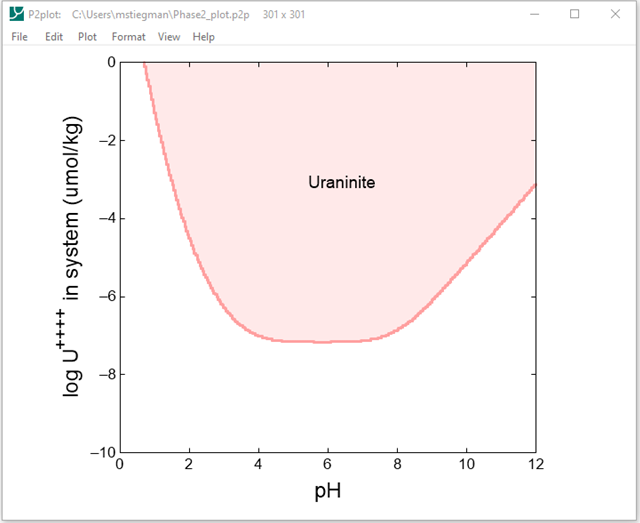 P2plot: C:\Users\mstiegman\Phase2_plot.p2p 301 x 301
File Edit Plot Format View Help
log U++++ in system (umol/kg)
0
–2
–4
–6
–8
–10
Uraninite
0 2 4 6 8 10 12
pH